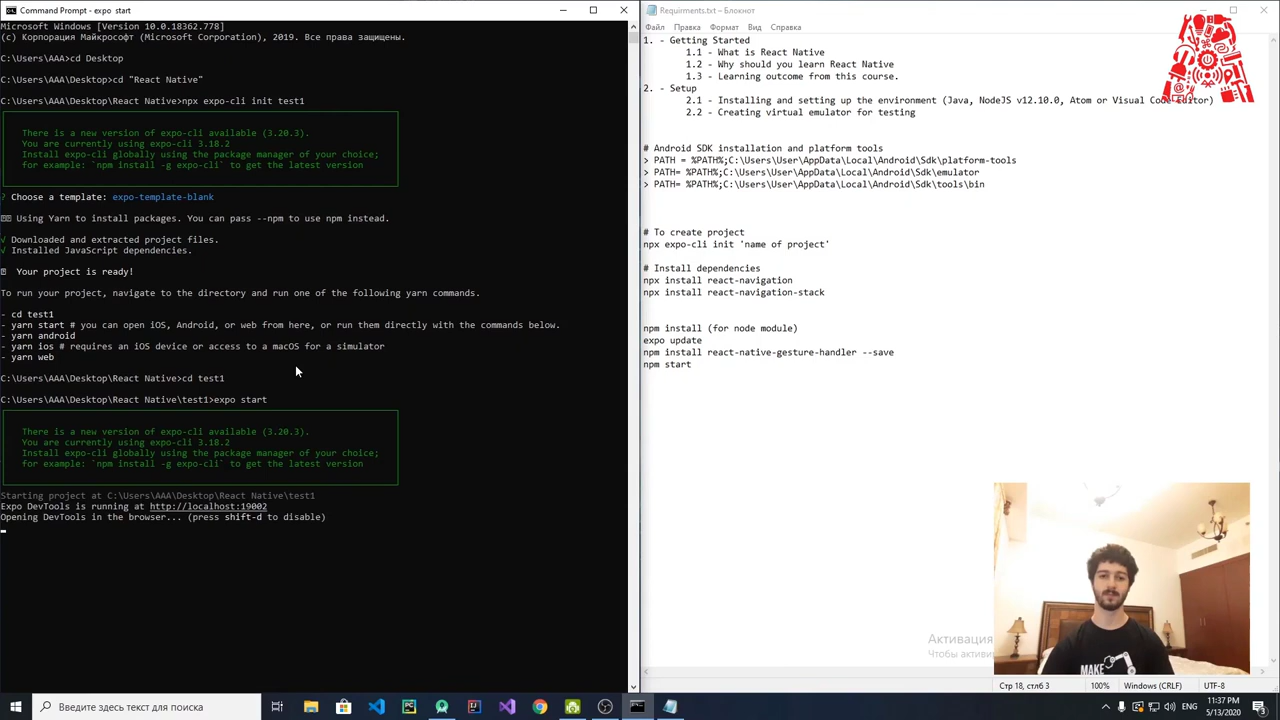 Command Prompt - expo start
Microsoft Windows [Version 10.0.18362.778]
(c) Корпорация Майкрософт (Microsoft Corporation), 2019. Все права защищены.
C:\Users\AAA>cd Desktop
C:\Users\AAA\Desktop>cd "React Native"
C:\Users\AAA\Desktop\React Native>npx expo-cli init test1
There is a new version of expo-cli available (3.20.3).
You are currently using expo-cli 3.18.2
Install expo-cli globally using the package manager of your choice;
for example: `npm install -g expo-cli` to get the latest version
? Choose a template: expo-template-blank
Using Yarn to install packages. You can pass --npm to use npm instead.
√ Downloaded and extracted project files.
√ Installed JavaScript dependencies.
Your project is ready!
To run your project, navigate to the directory and run one of the following yarn commands.
- cd test1
- yarn start # you can open iOS, Android, or web from here, or run them directly with the commands below.
- yarn android
- yarn ios # requires an iOS device or access to a macOS for a simulator
- yarn web
C:\Users\AAA\Desktop\React Native>cd test1
C:\Users\AAA\Desktop\React Native\test1>expo start
There is a new version of expo-cli available (3.20.3).
You are currently using expo-cli 3.18.2
Install expo-cli globally using the package manager of your choice;
for example: `npm install -g expo-cli` to get the latest version
Starting project at C:\Users\AAA\Desktop\React Native\test1
Expo DevTools is running at http://localhost:19002
Opening DevTools in the browser... (press shift-d to disable)
Requirments.txt – Блокнот
Файл Правка Формат Вид Справка
1. - Getting Started
1.1 - What is React Native
1.2 - Why should you learn React Native
1.3 - Learning outcome from this course.
2. - Setup
2.1 - Installing and setting up the environment (Java, NodeJS v12.10.0, Atom or Visual Code Editor)
2.2 - Creating virtual emulator for testing
# Android SDK installation and platform tools
> PATH = %PATH%;C:\Users\User\AppData\Local\Android\Sdk\platform-tools
> PATH= %PATH%;C:\Users\User\AppData\Local\Android\Sdk\emulator
> PATH= %PATH%;C:\Users\User\AppData\Local\Android\Sdk\tools\bin
# To create project
npx expo-cli init 'name of project'
# Install dependencies
npx install react-navigation
npx install react-navigation-stack
npm install (for node module)
expo update
npm install react-native-gesture-handler --save
npm start
Активация
Чтобы
MAKE
Стр 18, стлб 3 100% Windows (CRLF) UTF-8
Введите здесь текст для поиска
ENG
11:37 PM
5/13/2020